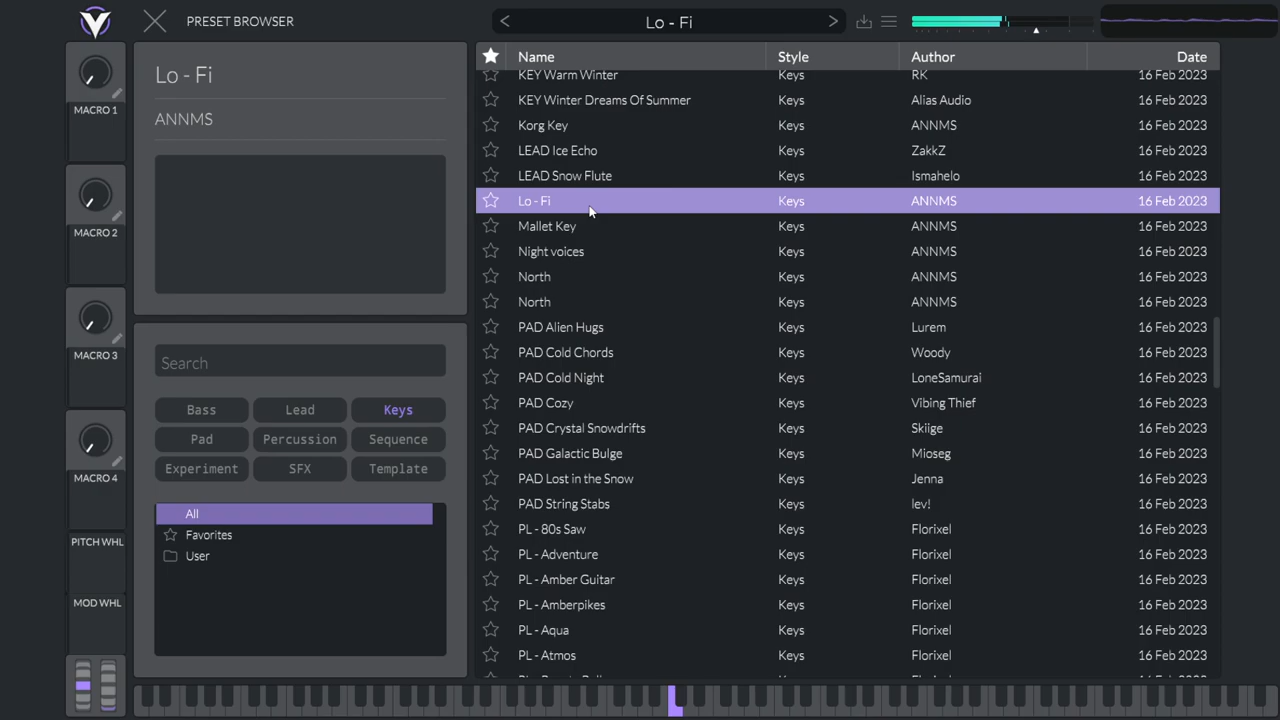 PRESET BROWSER
Lo - Fi
MACRO 1
MACRO 2
MACRO 3
MACRO 4
PITCH WHL
MOD WHL
Lo - Fi
ANNMS
Search
Bass Lead Keys
Pad Percussion Sequence
Experiment SFX Template
All
Favorites
User
Name Style Author Date
KEY Warm Winter Keys RK 16 Feb 2023
KEY Winter Dreams Of Summer Keys Alias Audio 16 Feb 2023
Korg Key Keys ANNMS 16 Feb 2023
LEAD Ice Echo Keys ZakkZ 16 Feb 2023
LEAD Snow Flute Keys Ismahelo 16 Feb 2023
Lo - Fi Keys ANNMS 16 Feb 2023
Mallet Key Keys ANNMS 16 Feb 2023
Night voices Keys ANNMS 16 Feb 2023
North Keys ANNMS 16 Feb 2023
North Keys ANNMS 16 Feb 2023
PAD Alien Hugs Keys Lurem 16 Feb 2023
PAD Cold Chords Keys Woody 16 Feb 2023
PAD Cold Night Keys LoneSamurai 16 Feb 2023
PAD Cozy Keys Vibing Thief 16 Feb 2023
PAD Crystal Snowdrifts Keys Skiige 16 Feb 2023
PAD Galactic Bulge Keys Mioseg 16 Feb 2023
PAD Lost in the Snow Keys Jenna 16 Feb 2023
PAD String Stabs Keys lev! 16 Feb 2023
PL - 80s Saw Keys Florixel 16 Feb 2023
PL - Adventure Keys Florixel 16 Feb 2023
PL - Amber Guitar Keys Florixel 16 Feb 2023
PL - Amberpikes Keys Florixel 16 Feb 2023
PL - Aqua Keys Florixel 16 Feb 2023
PL - Atmos Keys Florixel 16 Feb 2023